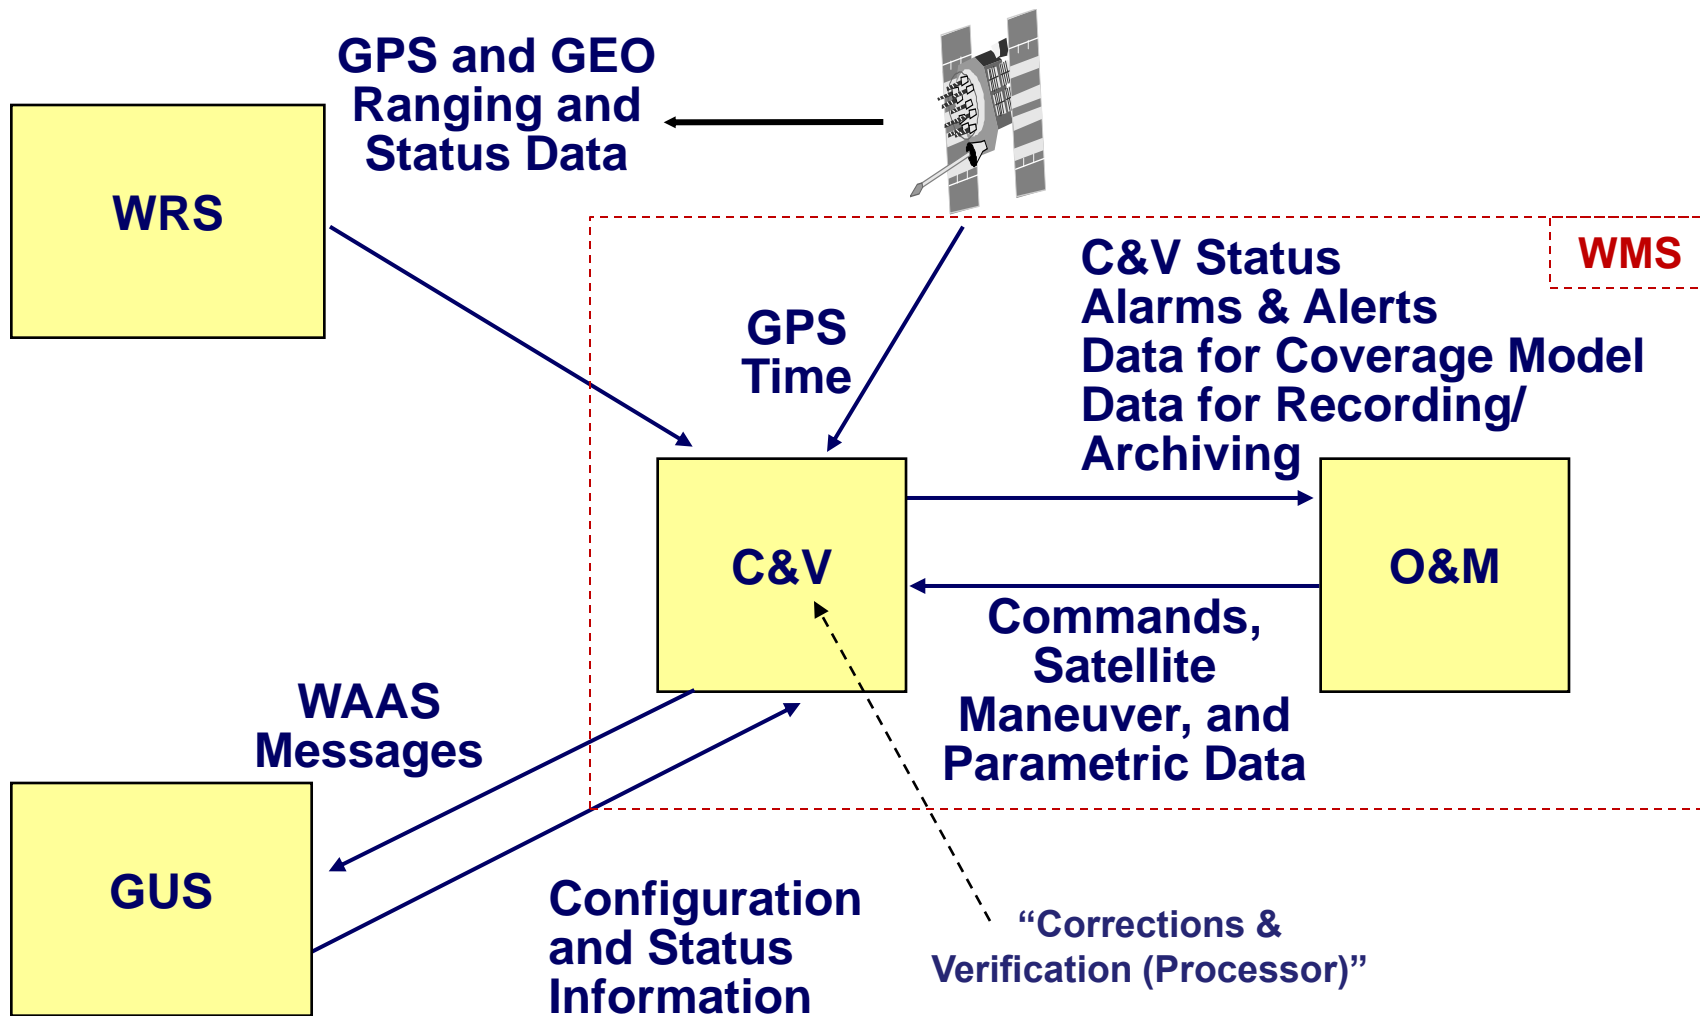 GPS and GEO
Ranging and
Status Data
WRS
WMS
C&V Status
Alarms & Alerts
Data for Coverage Model
Data for Recording/
Archiving
GPS
Time
C&V
O&M
Commands,
Satellite
Maneuver, and
Parametric Data
WAAS
Messages
GUS
Configuration
and Status
Information
“Corrections &
Verification (Processor)”